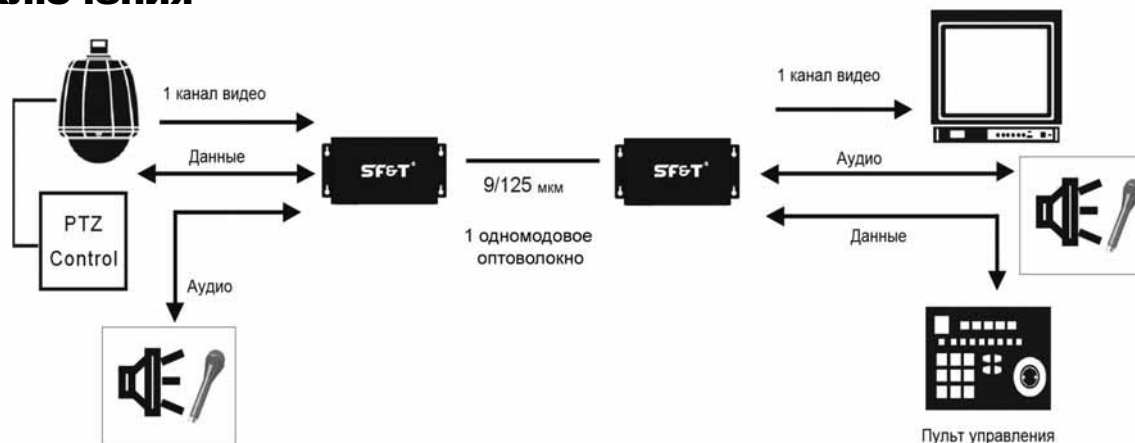 1 канал видео
Данные
PTZ
Control
Аудио
SF&T
9/125 мкм
1 одномодовое
оптоволокно
SF&T
1 канал видео
Аудио
Данные
Пульт управления